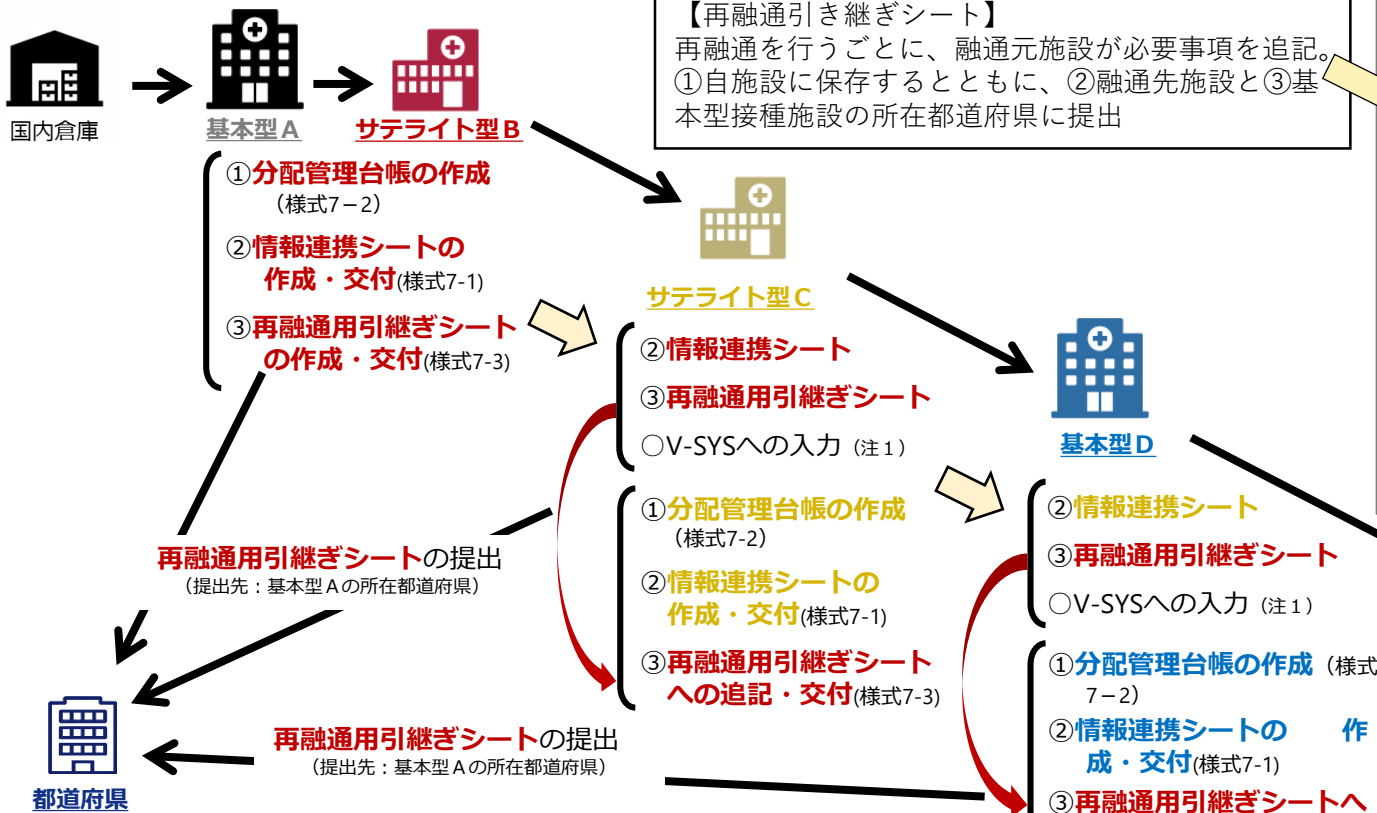 【再融通引き継ぎシート】
再融通を行うごとに、融通元施設が必要事項を追記。
①自施設に保存するとともに、②融通先施設と③基
本型接種施設の所在都道府県に提出
国内倉庫
基本型A
サテライト型B
①分配管理台帳の作成
(様式7-2)
②情報連携シートの
作成・交付(様式7-1)
③再融通用引継ぎシート
の作成・交付(様式7-3)
サテライト型C
②情報連携シート
③再融通用引継ぎシート
○V-SYSへの入力（注１）
①分配管理台帳の作成
(様式7-2)
②情報連携シートの
作成・交付(様式7-1)
③再融通用引継ぎシート
への追記・交付(様式7-3)
基本型D
②情報連携シート
③再融通用引継ぎシート
○V-SYSへの入力（注１）
①分配管理台帳の作成（様式
7-2）
②情報連携シートの　作
成・交付(様式7-1)
③再融通用引継ぎシートへ
再融通用引継ぎシートの提出
（提出先：基本型Aの所在都道府県）
再融通用引継ぎシートの提出
（提出先：基本型Aの所在都道府県）
都道府県